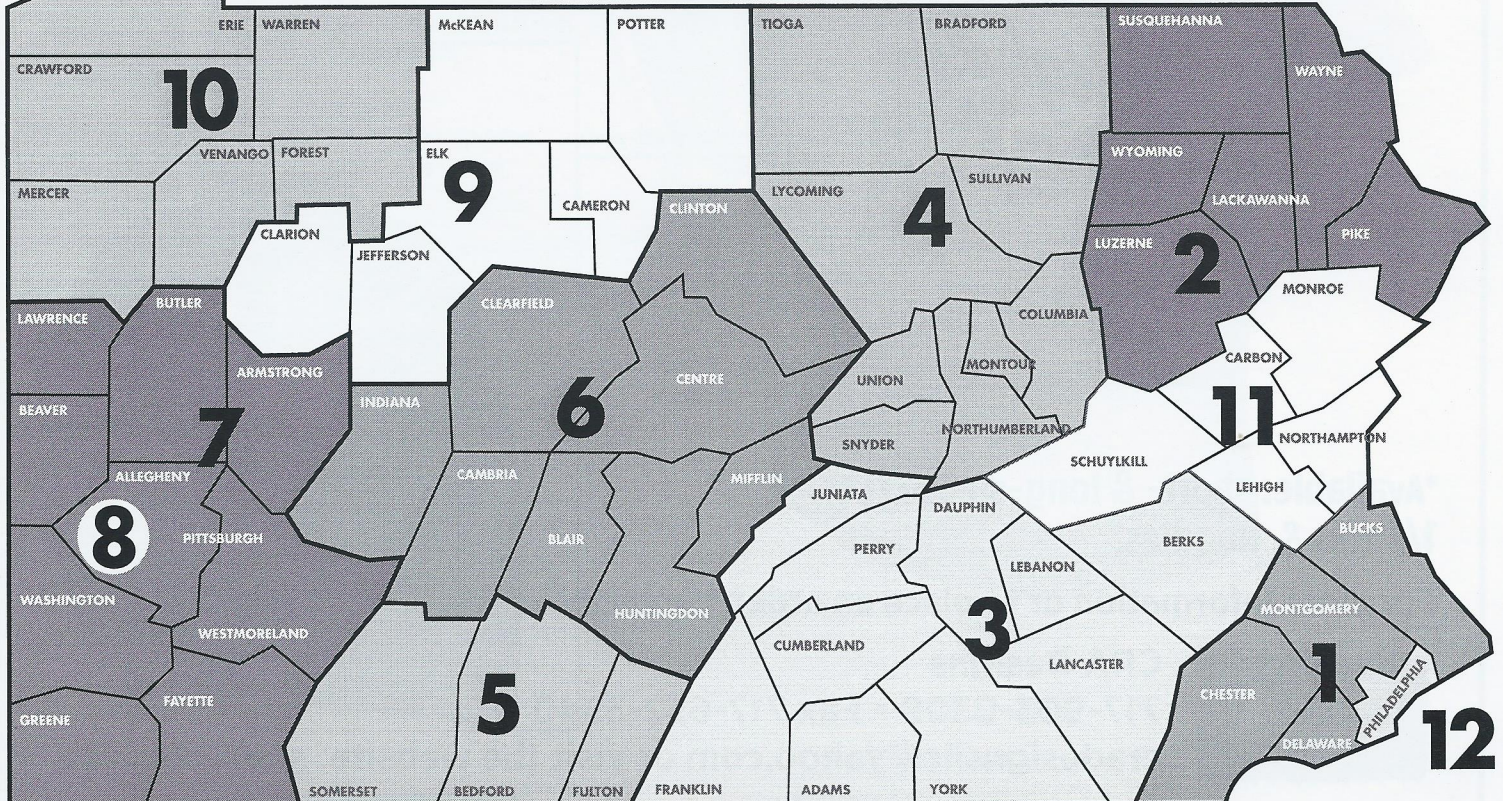 ERIE
WARREN
McKEAN
POTTER
TIOGA
BRADFORD
SUSQUEHANNA
CRAWFORD
WAYNE
10
VENANGO
FOREST
ELK
WYOMING
MERCER
9
CAMERON
CLINTON
LYCOMING
SULLIVAN
LACKAWANNA
4
CLARION
JEFFERSON
LUZERNE
PIKE
2
LAWRENCE
BUTLER
CLEARFIELD
COLUMBIA
MONROE
ARMSTRONG
CENTRE
MONTOUR
CARBON
BEAVER
INDIANA
UNION
7
6
11
SNYDER
NORTHUMBERLAND
NORTHAMPTON
ALLEGHENY
CAMBRIA
MIFFLIN
SCHUYLKILL
JUNIATA
LEHIGH
DAUPHIN
8
PITTSBURGH
BLAIR
PERRY
BERKS
BUCKS
LEBANON
WASHINGTON
HUNTINGDON
MONTGOMERY
WESTMORELAND
3
CUMBERLAND
LANCASTER
FAYETTE
5
CHESTER
1
PHILADELPHIA
GREENE
DELAWARE
12
SOMERSET
BEDFORD
FULTON
FRANKLIN
ADAMS
YORK